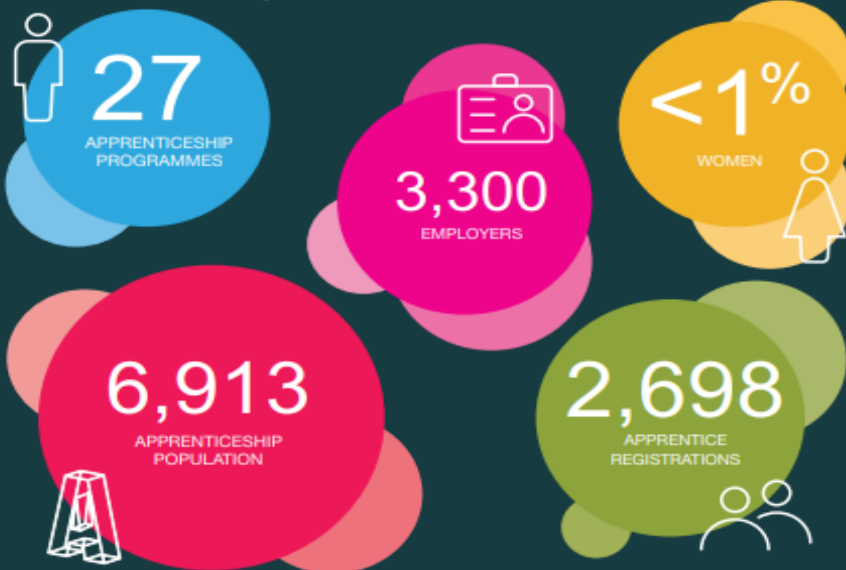 27
APPRENTICESHIP
PROGRAMMES
3,300
EMPLOYERS
<1%
WOMEN
6,913
APPRENTICESHIP
POPULATION
2,698
APPRENTICE
REGISTRATIONS